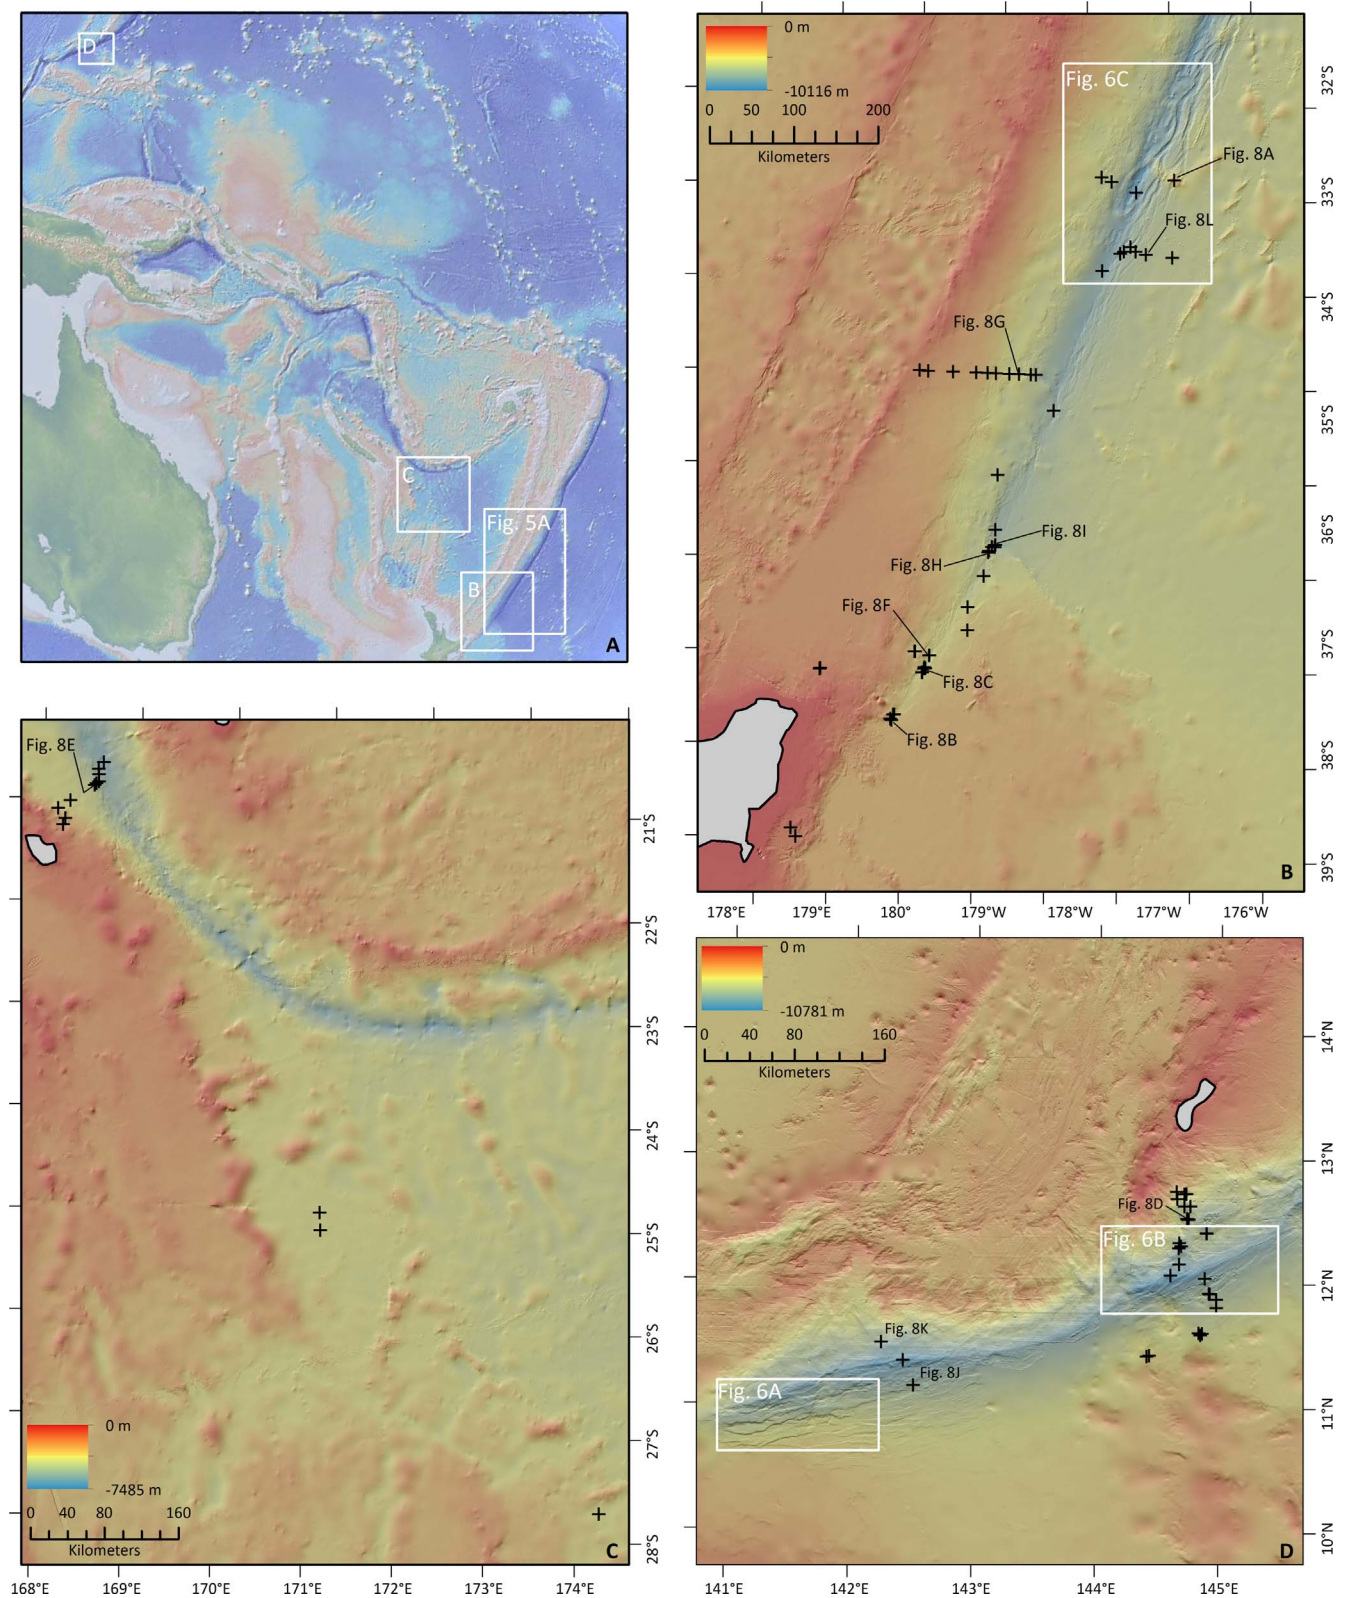 D
C
Fig. 5A
B
A
0 m
-10116 m
0 50 100 200
Kilometers
Fig. 6C
Fig. 8A
Fig. 8L
Fig. 8G
Fig. 8I
Fig. 8H
Fig. 8F
Fig. 8C
Fig. 8B
B
32°S
33°S
34°S
35°S
36°S
37°S
38°S
39°S
178°E 179°E 180° 179°W 178°W 177°W 176°W
Fig. 8E
21°S
22°S
23°S
24°S
25°S
26°S
27°S
28°S
0 m
-7485 m
0 40 80 160
Kilometers
C
168°E 169°E 170°E 171°E 172°E 173°E 174°E
0 m
-10781 m
0 40 80 160
Kilometers
Fig. 8D
Fig. 6B
Fig. 8K
Fig. 8J
Fig. 6A
D
14°N
13°N
12°N
11°N
10°N
141°E 142°E 143°E 144°E 145°E